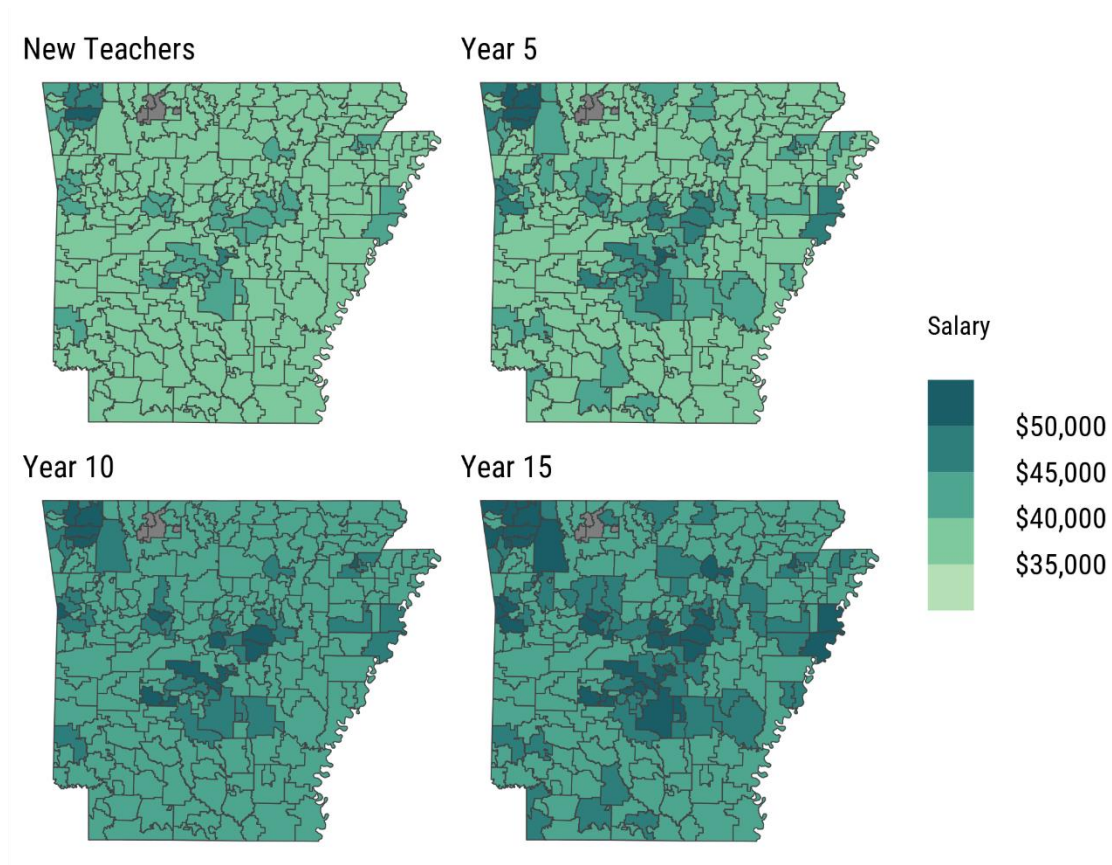 New Teachers
Year 5
Salary
$50,000
$45,000
$40,000
$35,000
Year 10
Year 15